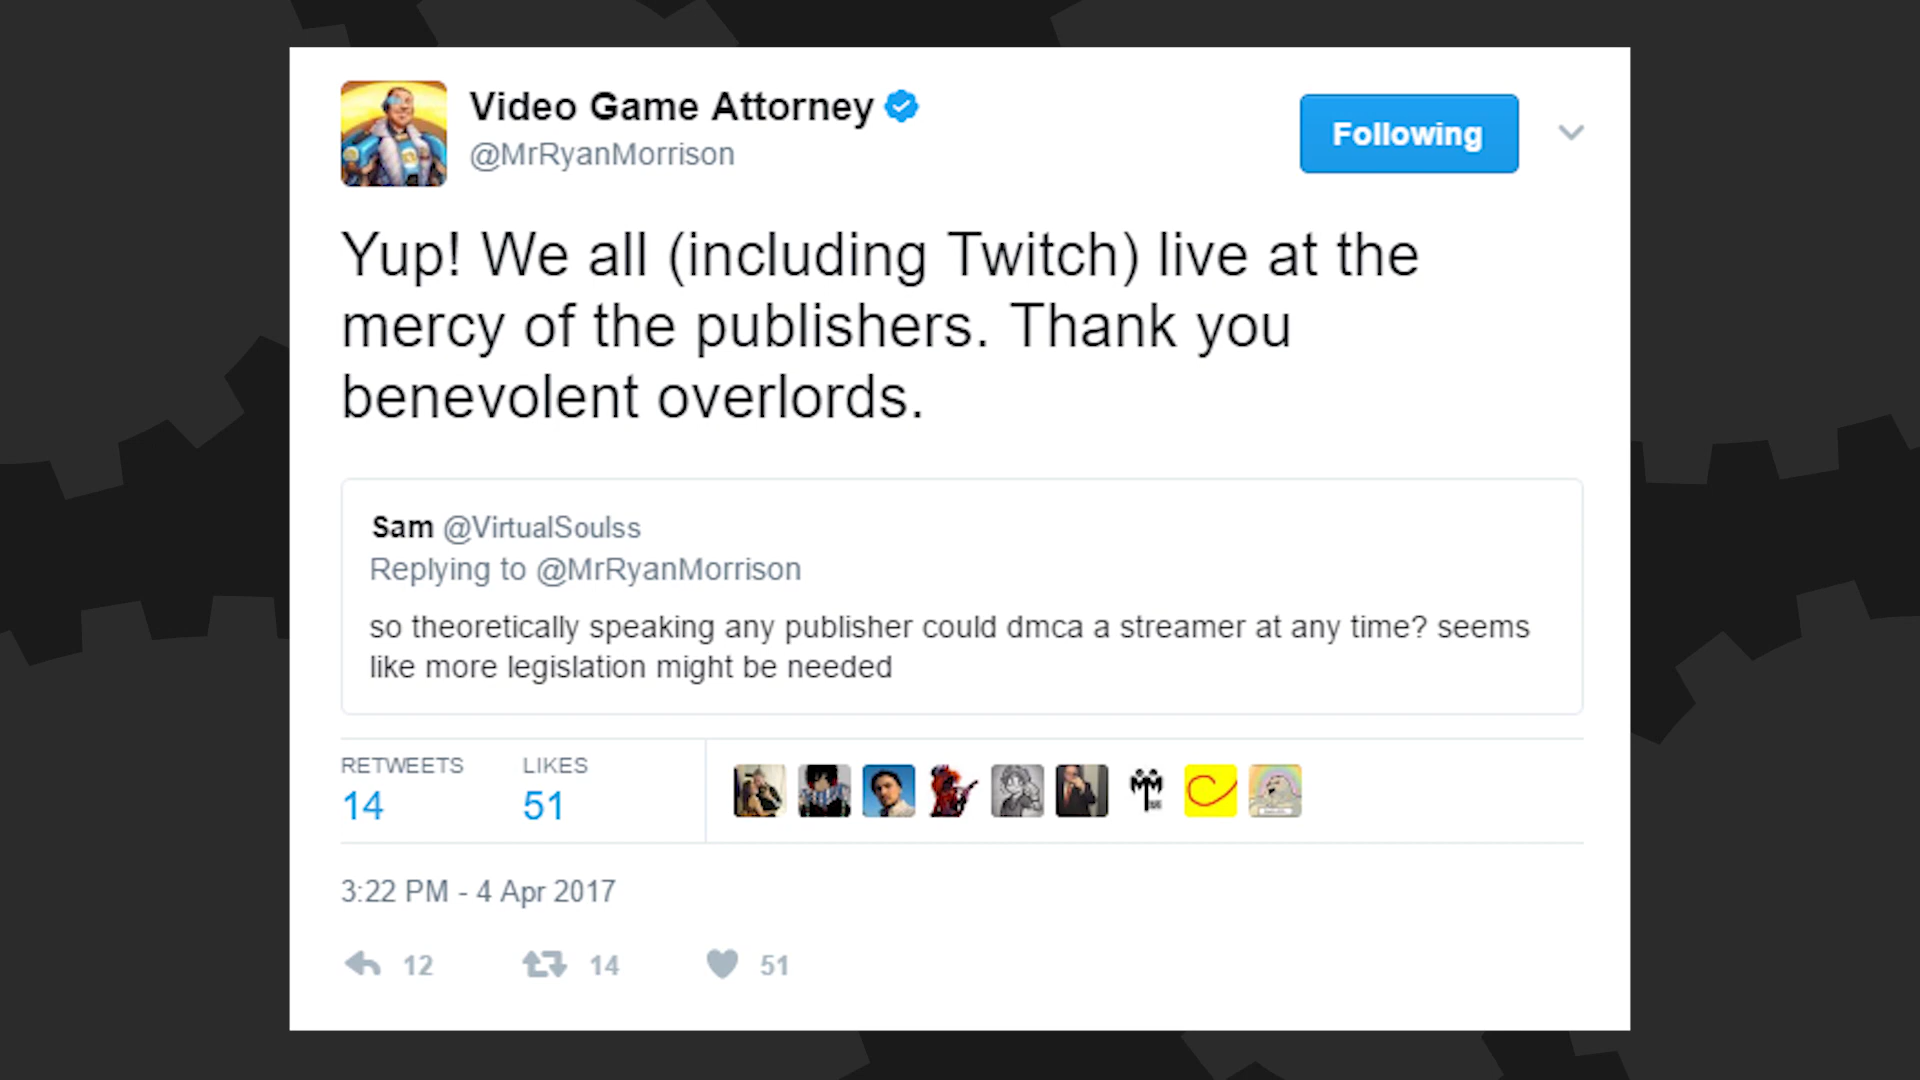 Video Game Attorney
@MrRyanMorrison
Following
Yup! We all (including Twitch) live at the
mercy of the publishers. Thank you
benevolent overlords.
Sam @VirtualSoulss
Replying to @MrRyanMorrison
so theoretically speaking any publisher could dmca a streamer at any time? seems
like more legislation might be needed
RETWEETS LIKES
14 51
3:22 PM - 4 Apr 2017
12 14 51